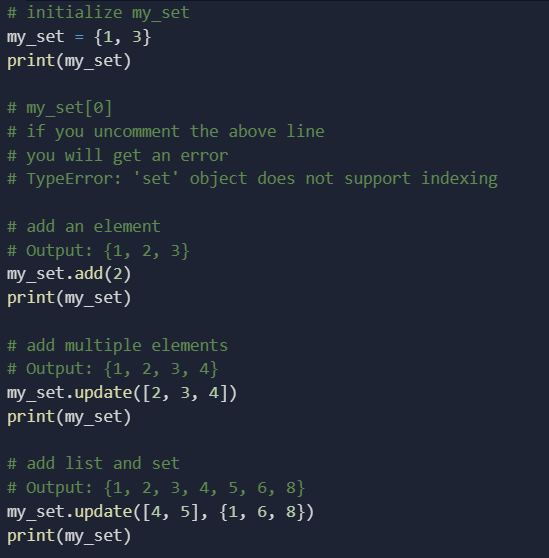 # initialize my_set
my_set = {1, 3}
print(my_set)
# my_set[0]
# if you uncomment the above line
# you will get an error
# TypeError: 'set' object does not support indexing
# add an element
# Output: {1, 2, 3}
my_set.add(2)
print(my_set)
# add multiple elements
# Output: {1, 2, 3, 4}
my_set.update([2, 3, 4])
print(my_set)
# add list and set
# Output: {1, 2, 3, 4, 5, 6, 8}
my_set.update([4, 5], {1, 6, 8})
print(my_set)